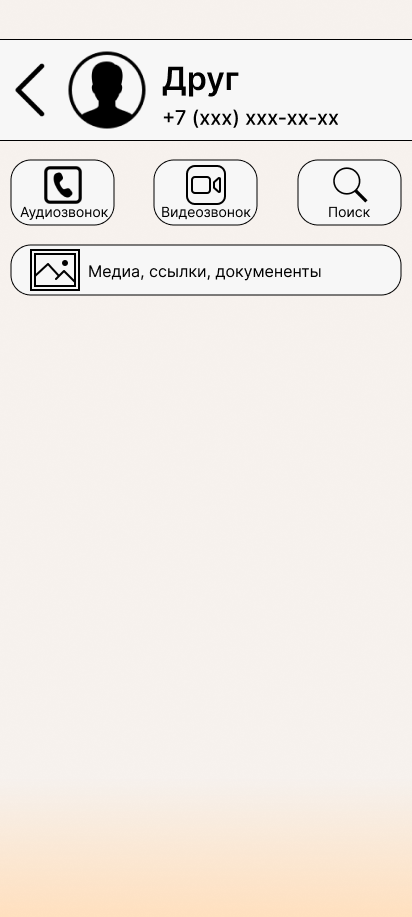 Друг
+7 (xxx) xxx-xx-xx
Аудиозвонок
Видеозвонок
Поиск
Медиа, ссылки, докумененты